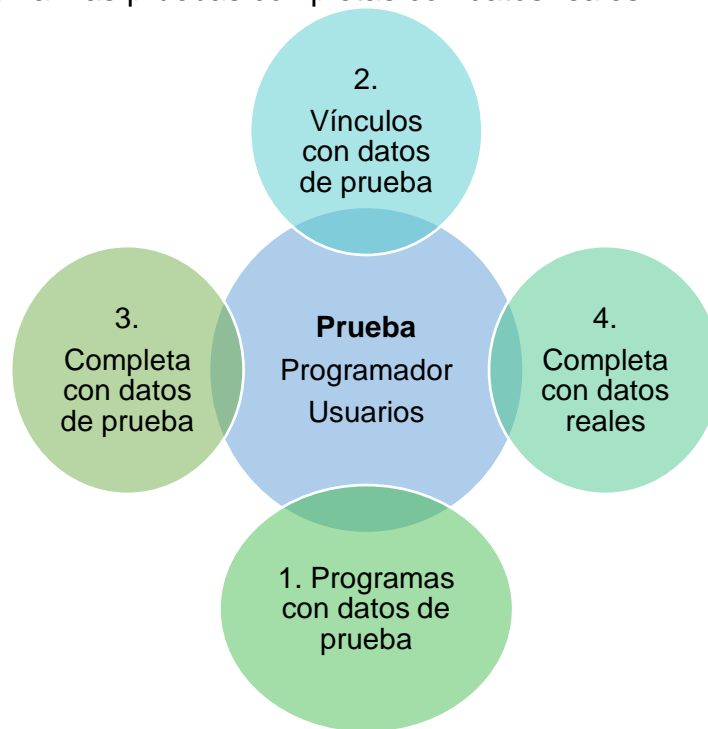 2.
Vínculos
con datos
de prueba
3.
Completa
con datos
de prueba
Prueba
Programador
Usuarios
4.
Completa
con datos
reales
1. Programas
con datos de
prueba